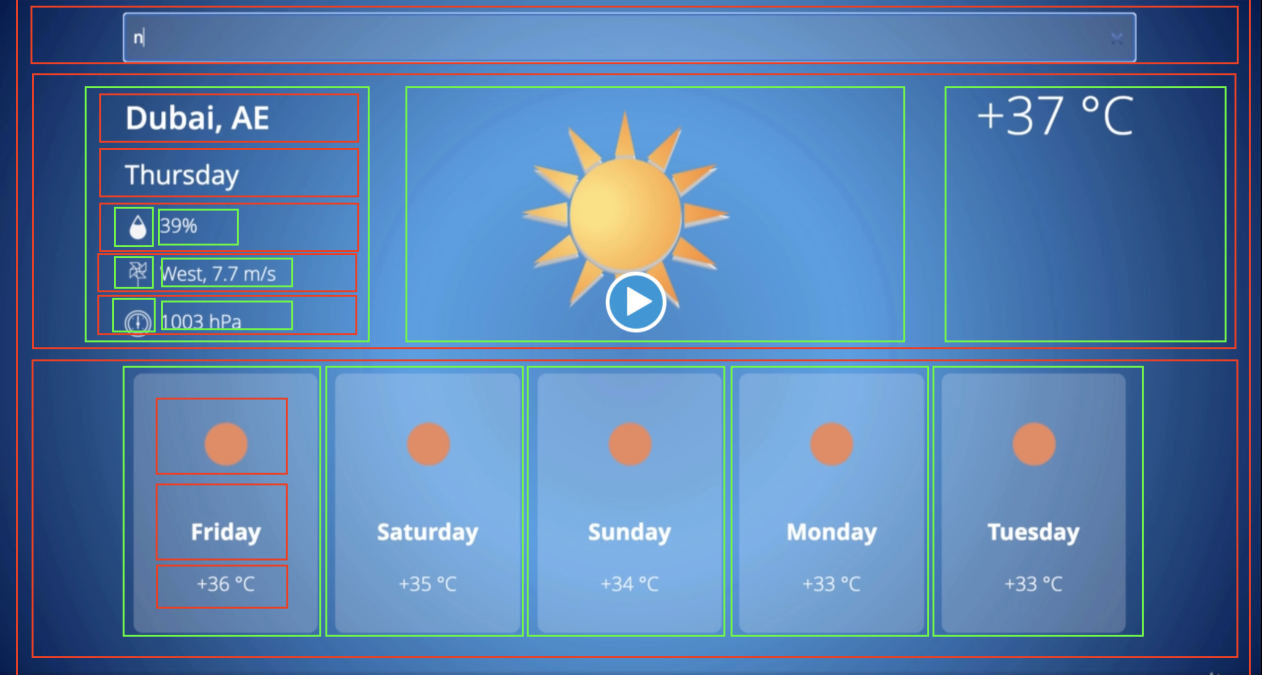 n
Dubai, AE
Thursday
39%
West, 7.7 m/s
1003 hPa
+37 °C
Friday
+36 °C
Saturday
+35 °C
Sunday
+34 °C
Monday
+33 °C
Tuesday
+33 °C